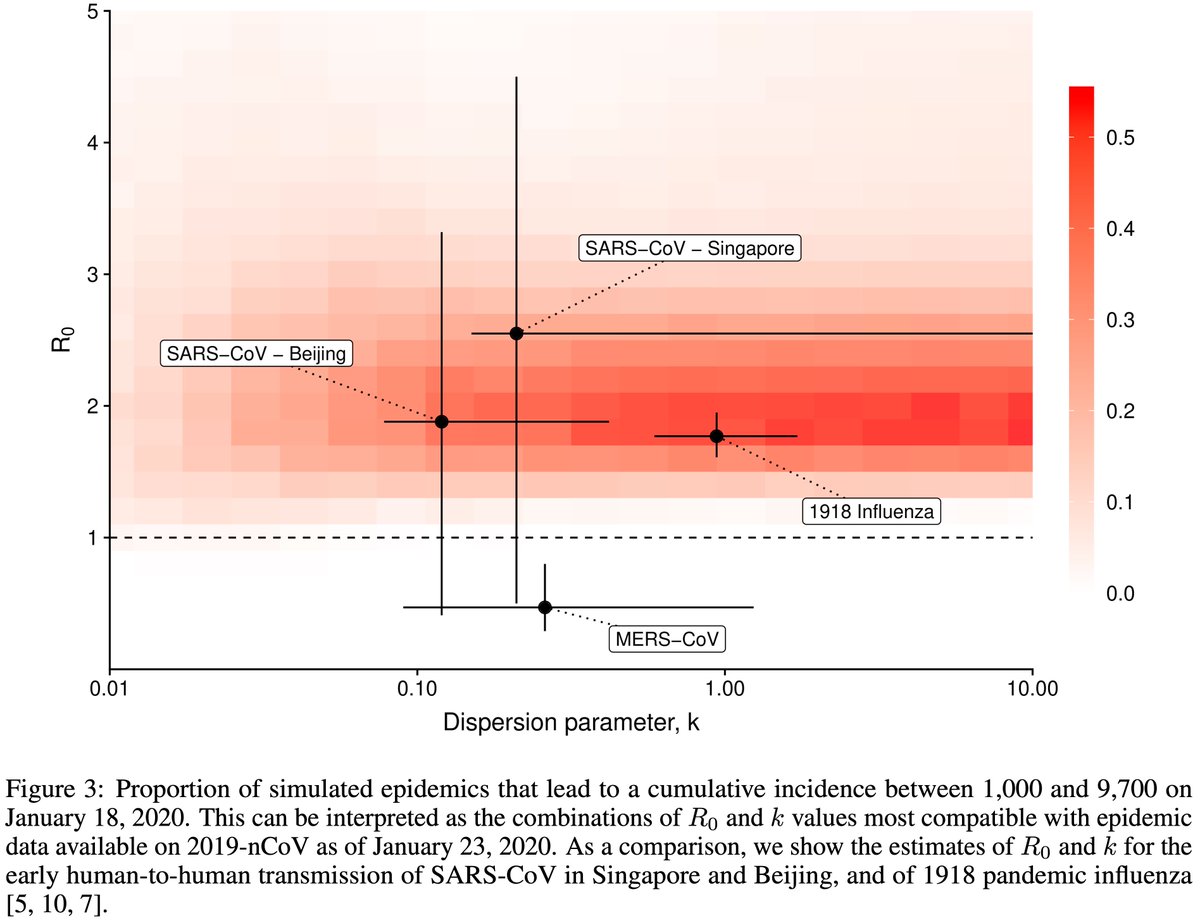 5
4
3
2
1
R0
0.01
0.10
1.00
10.00
Dispersion parameter, k
SARS−CoV − Singapore
SARS−CoV − Beijing
1918 Influenza
MERS−CoV
0.5
0.4
0.3
0.2
0.1
0.0
Figure 3: Proportion of simulated epidemics that lead to a cumulative incidence between 1,000 and 9,700 on
January 18, 2020. This can be interpreted as the combinations of R0 and k values most compatible with epidemic
data available on 2019-nCoV as of January 23, 2020. As a comparison, we show the estimates of R0 and k for the
early human-to-human transmission of SARS-CoV in Singapore and Beijing, and of 1918 pandemic influenza
[5, 10, 7].